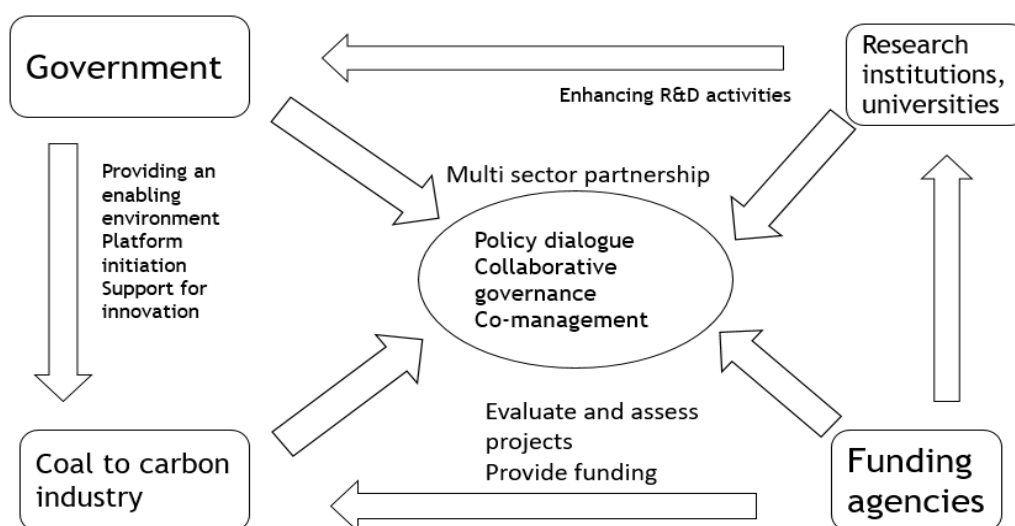 Government
Research
institutions,
universities
Enhancing R&D activities
Providing an
enabling
environment
Platform
initiation
Support for
innovation
Multi sector partnership
Policy dialogue
Collaborative
governance
Co-management
Evaluate and assess
projects
Provide funding
Coal to carbon
industry
Funding
agencies